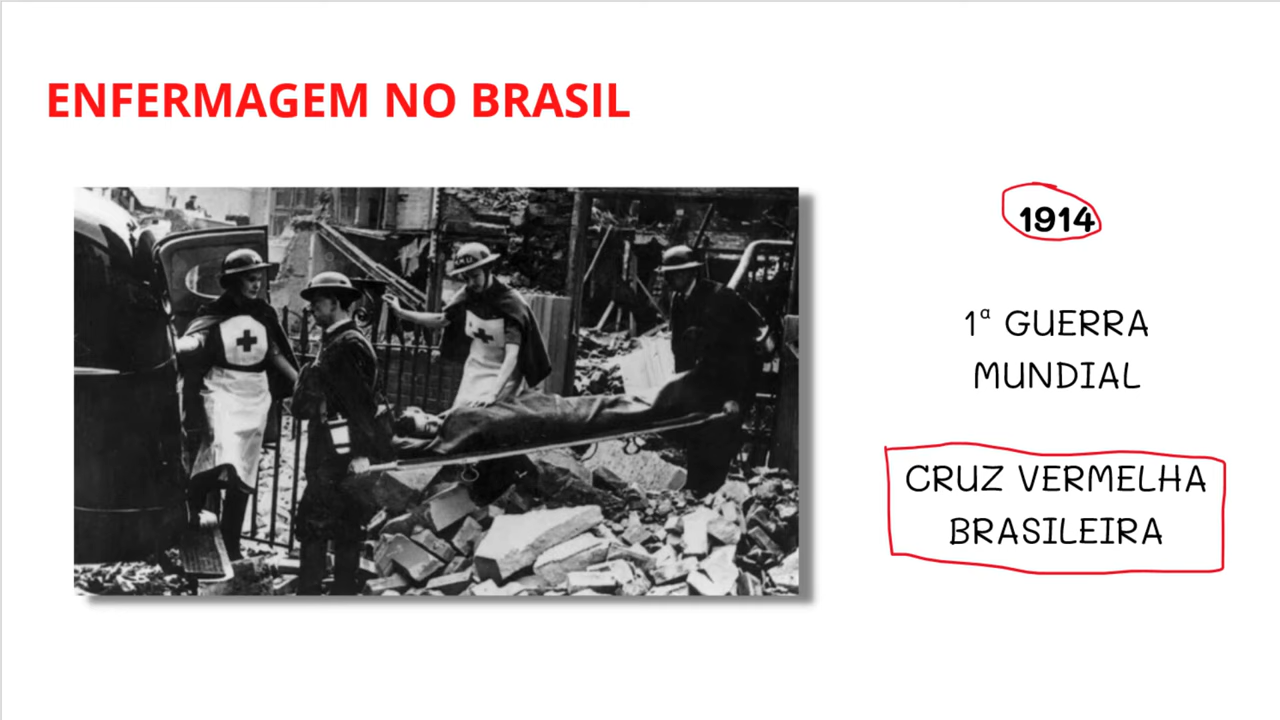 ENFERMAGEM NO BRASIL
1914
1ª GUERRA
MUNDIAL
CRUZ VERMELHA
BRASILEIRA